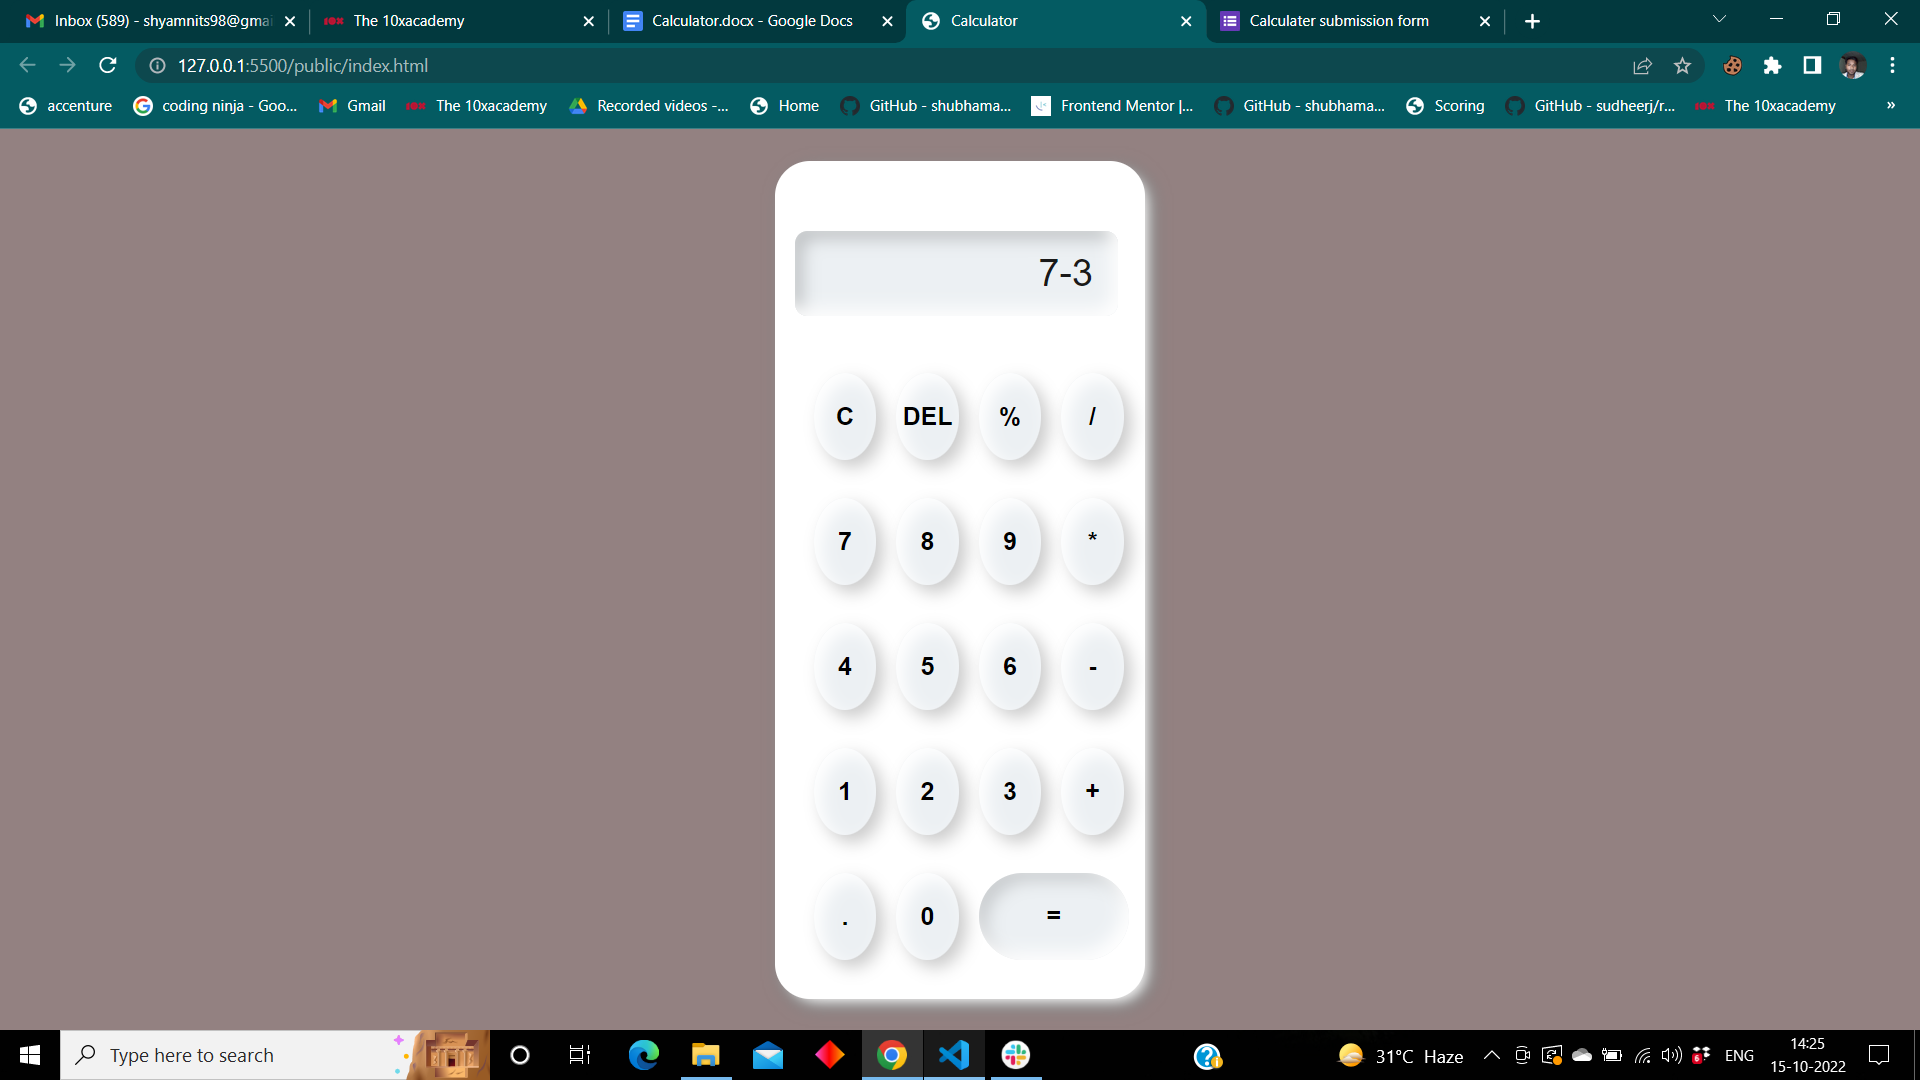 Inbox (589) - shyamnits98@gmai
The 10xacademy
Calculator.docx - Google Docs
Calculator
Calculater submission form
127.0.0.1:5500/public/index.html
accenture
coding ninja - Goo...
Gmail
The 10xacademy
Recorded videos -...
Home
GitHub - shubhama...
Frontend Mentor |...
GitHub - shubhama...
Scoring
GitHub - sudheerj/r...
The 10xacademy
»
7-3
C DEL % /
7 8 9 *
4 5 6 -
1 2 3 +
. 0 =
Type here to search
31°C Haze
6
ENG
14:25
15-10-2022